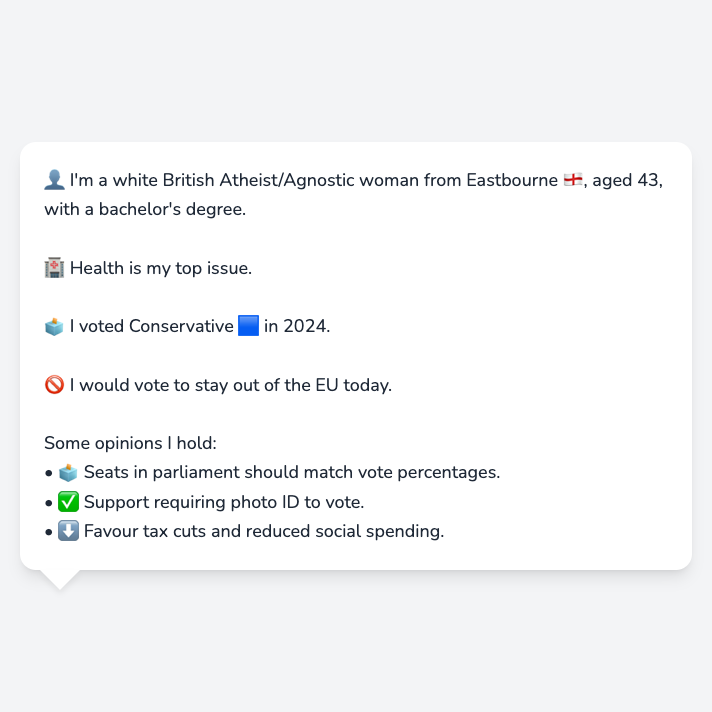 👤 I'm a white British Atheist/Agnostic woman from Eastbourne 🏴󠁧󠁢󠁥󠁮󠁧󠁿, aged 43,
with a bachelor's degree.
🏥 Health is my top issue.
🗳️ I voted Conservative 🟦 in 2024.
🚫 I would vote to stay out of the EU today.
Some opinions I hold:
• 🗳️ Seats in parliament should match vote percentages.
• ✅ Support requiring photo ID to vote.
• ⬇️ Favour tax cuts and reduced social spending.